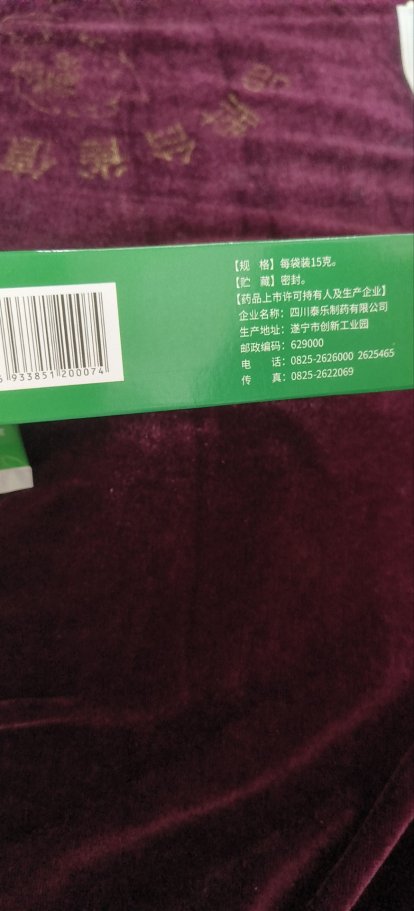 【规 格】每袋装15克。
【贮 藏】密封。
【药品上市许可持有人及生产企业】
企业名称：四川泰乐制药有限公司
生产地址：遂宁市创新工业园
邮政编码：629000
电 话：0825-2626000 2625465
传 真：0825-2622069
6933851200074